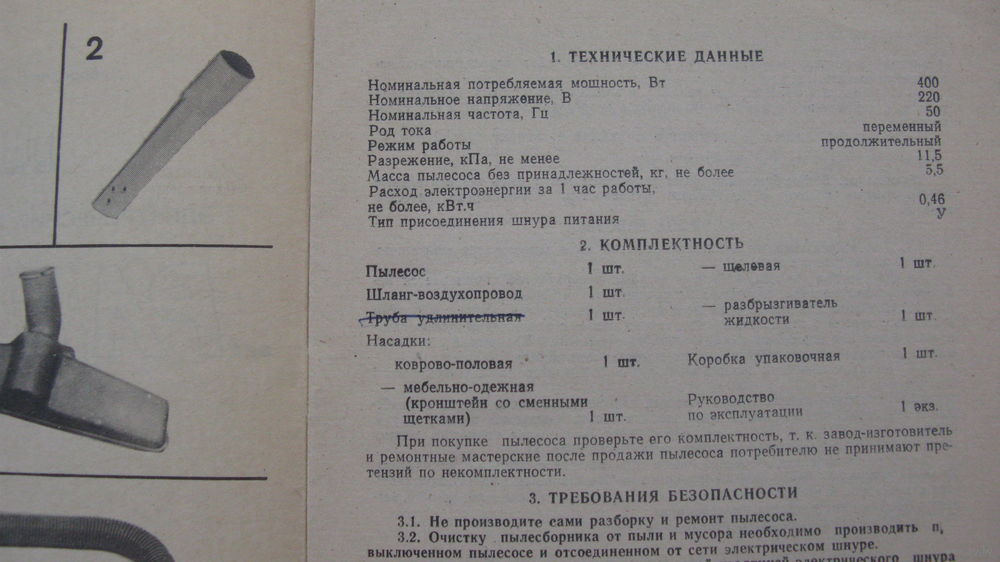 2
1. ТЕХНИЧЕСКИЕ ДАННЫЕ
Номинальная потребляемая мощность, Вт 400
Номинальное напряжение, В 220
Номинальная частота, Гц 50
Род тока переменный
Режим работы продолжительный
Разрежение, кПа, не менее 11,5
Масса пылесоса без принадлежностей, кг, не более 5,5
Расход электроэнергии за 1 час работы,
не более, кВт.ч 0,46
Тип присоединения шнура питания У
2. КОМПЛЕКТНОСТЬ
Пылесос 1 шт. — щелевая 1 шт.
Шланг-воздухопровод 1 шт.
— разбрызгиватель
Труба удлинительная 1 шт. жидкости 1 шт.
Насадки:
коврово-половая 1 шт. Коробка упаковочная 1 шт.
— мебельно-одежная
(кронштейн со сменными Руководство
щетками) 1 шт. по эксплуатации 1 экз.
При покупке пылесоса проверьте его комплектность, т. к. завод-изготовитель
и ремонтные мастерские после продажи пылесоса потребителю не принимают пре-
тензий по некомплектности.
3. ТРЕБОВАНИЯ БЕЗОПАСНОСТИ
3.1. Не производите сами разборку и ремонт пылесоса.
3.2. Очистку пылесборника от пыли и мусора необходимо производить
выключенном пылесосе и отсоединенном от сети электрическом шнуре.
электрического шнура